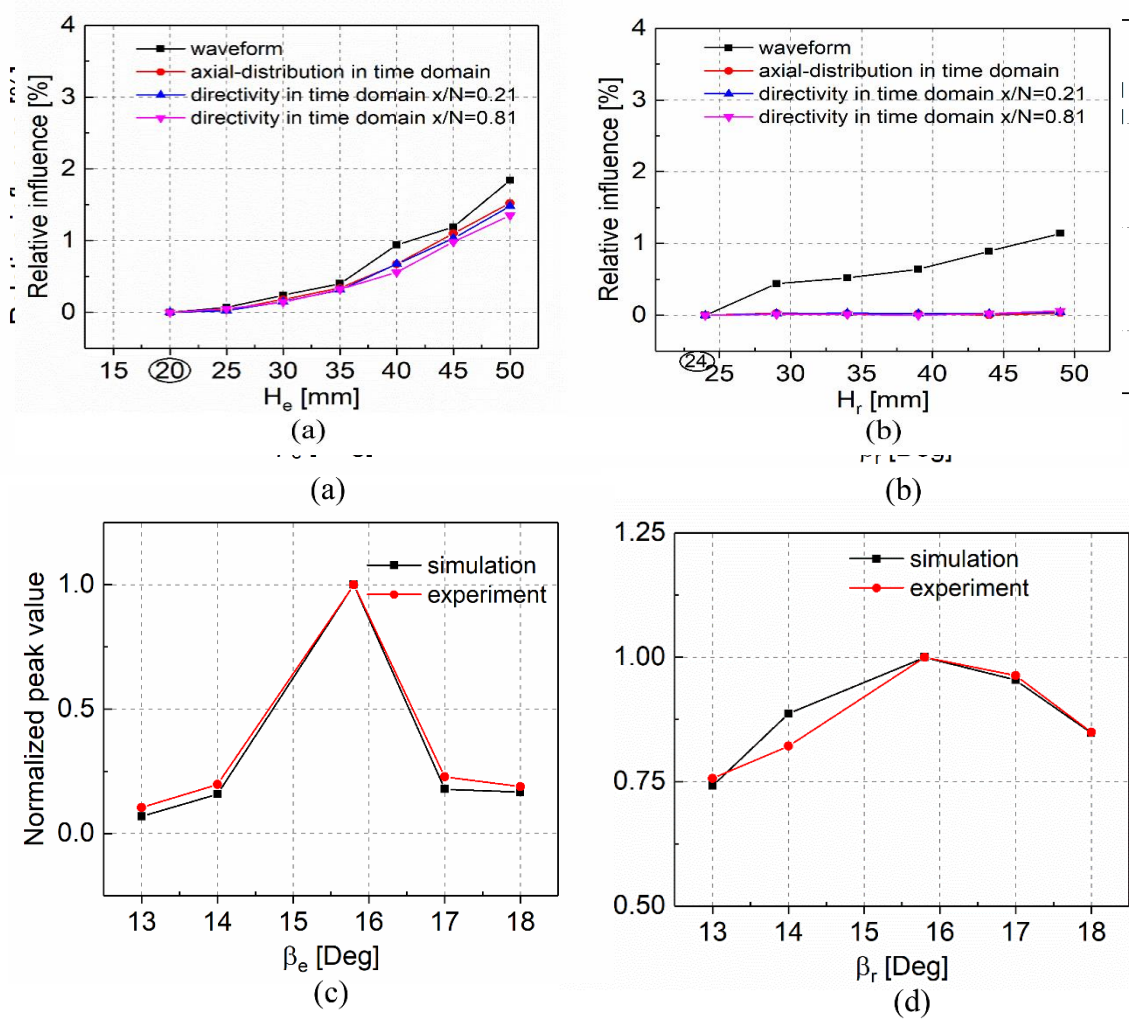 4
3
2
1
0
Relative influence [%]
waveform
axial-distribution in time domain
directivity in time domain x/N=0.21
directivity in time domain x/N=0.81
15 20 25 30 35 40 45 50
He [mm]
(a)
4
3
2
1
0
Relative influence [%]
waveform
axial-distribution in time domain
directivity in time domain x/N=0.21
directivity in time domain x/N=0.81
24 25 30 35 40 45 50
Hr [mm]
(b)
(a)
(b)
1.0
0.5
0.0
Normalized peak value
simulation
experiment
13 14 15 16 17 18
βe [Deg]
(c)
1.25
1.00
0.75
0.50
simulation
experiment
13 14 15 16 17 18
βr [Deg]
(d)